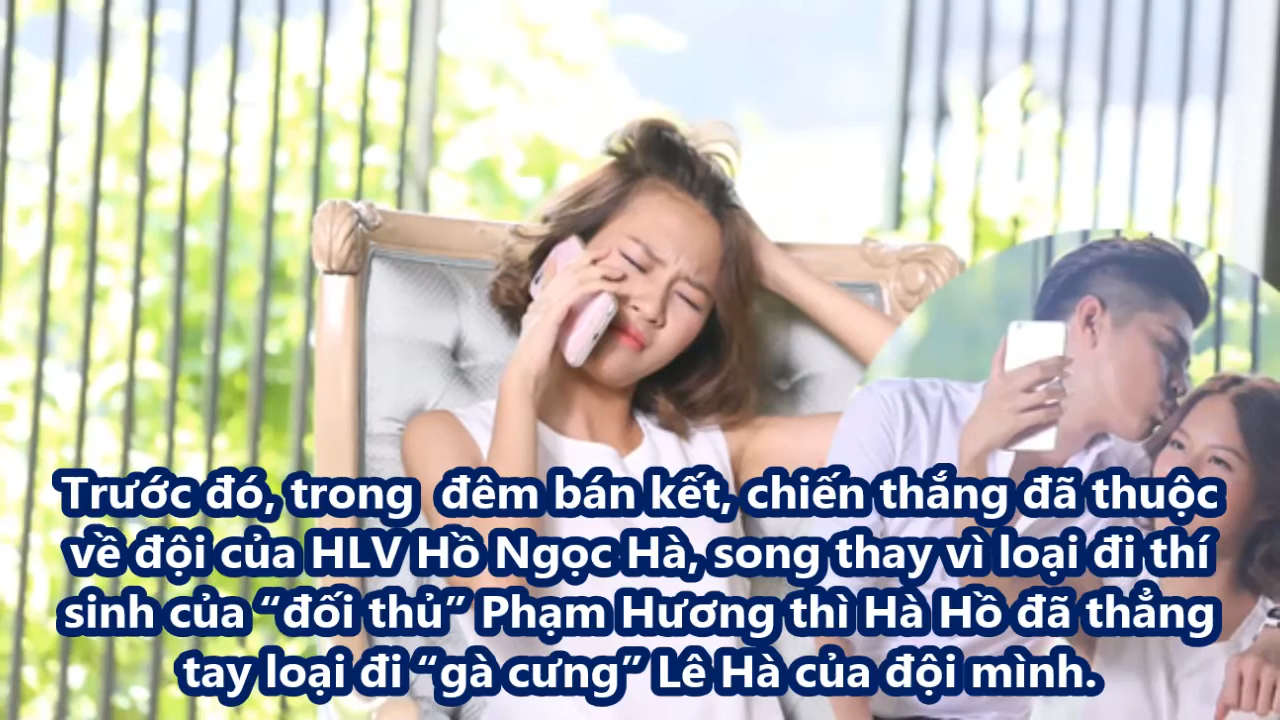 Trước đó, trong  đêm bán kết, chiến thắng đã thuộc
về đội của HLV Hồ Ngọc Hà, song thay vì loại đi thí
sinh của “đối thủ” Phạm Hương thì Hà Hồ đã thẳng
tay loại đi “gà cưng” Lê Hà của đội mình.